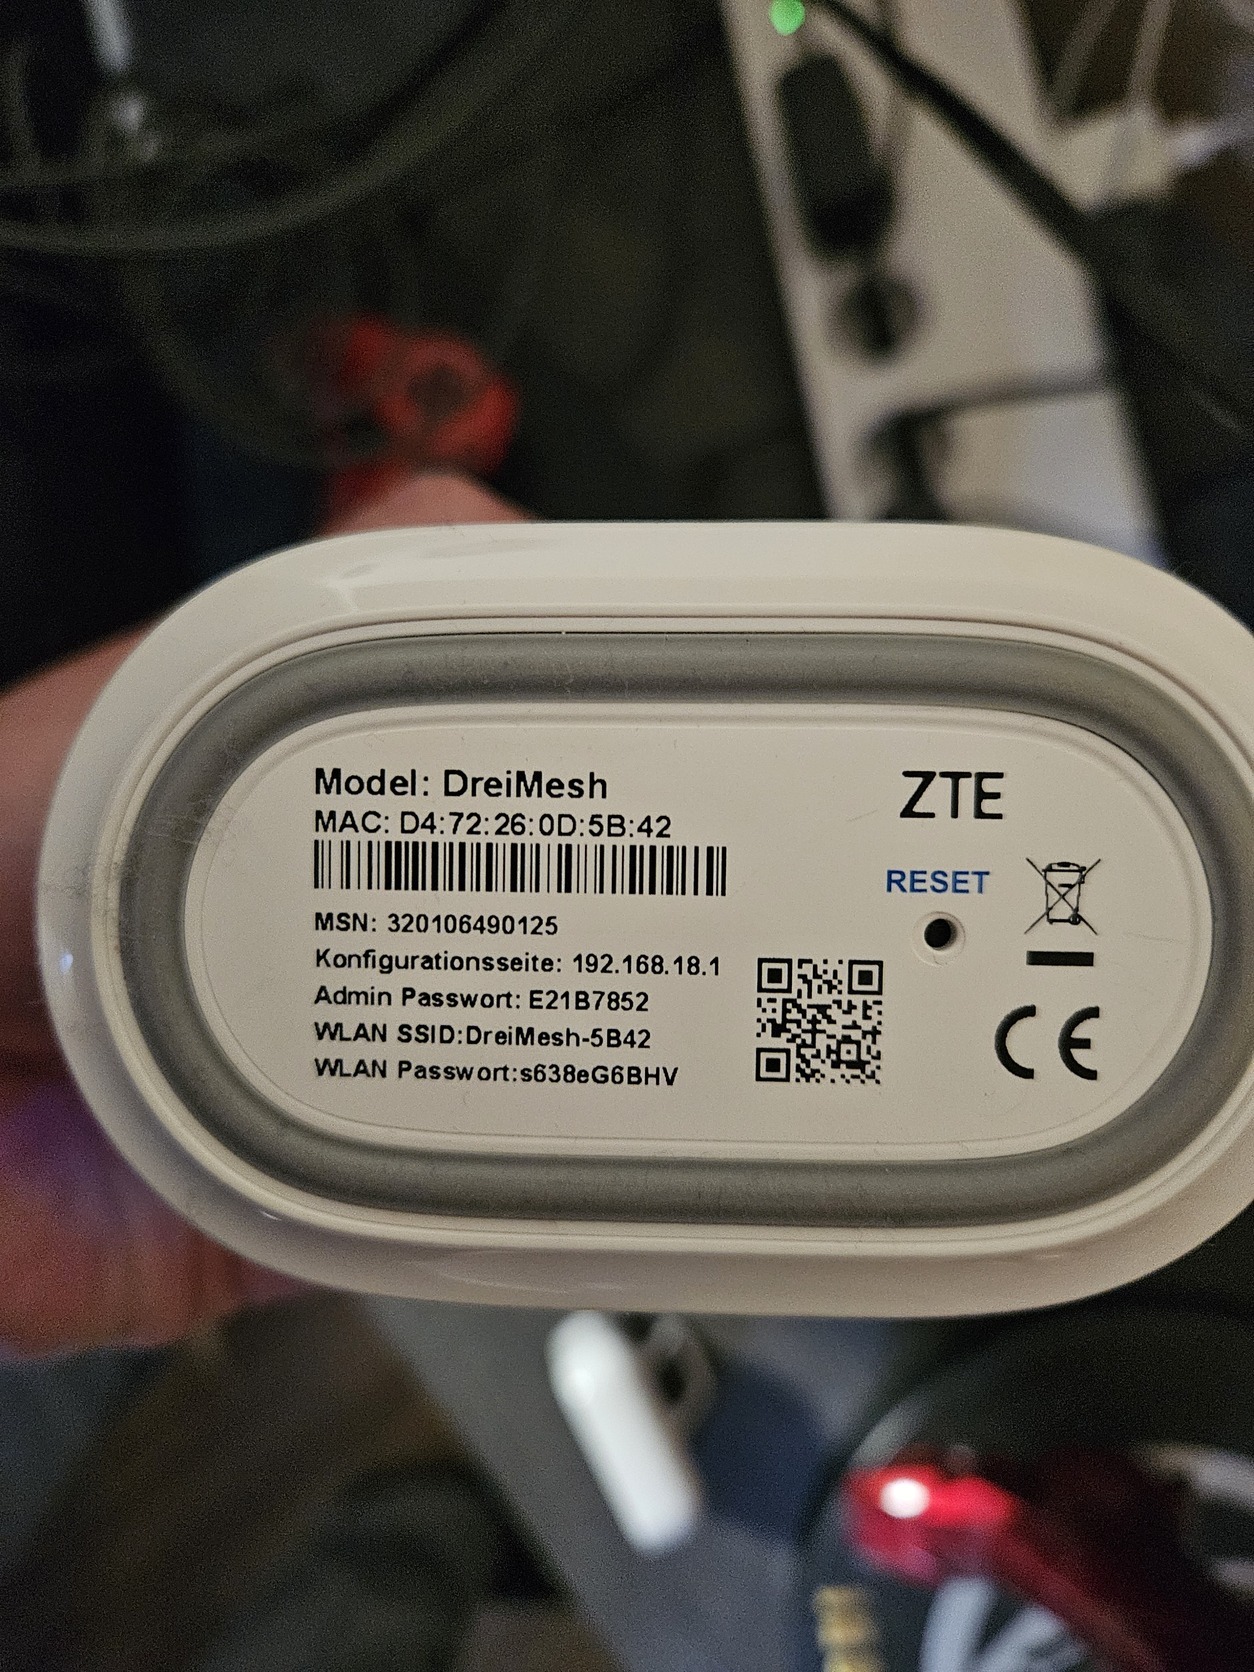 Model: DreiMesh
MAC: D4:72:26:0D:5B:42
MSN: 320106490125
Konfigurationsseite: 192.168.18.1
Admin Passwort: E21B7852
WLAN SSID:DreiMesh-5B42
WLAN Passwort:s638eG6BHV
ZTE
RESET
CE